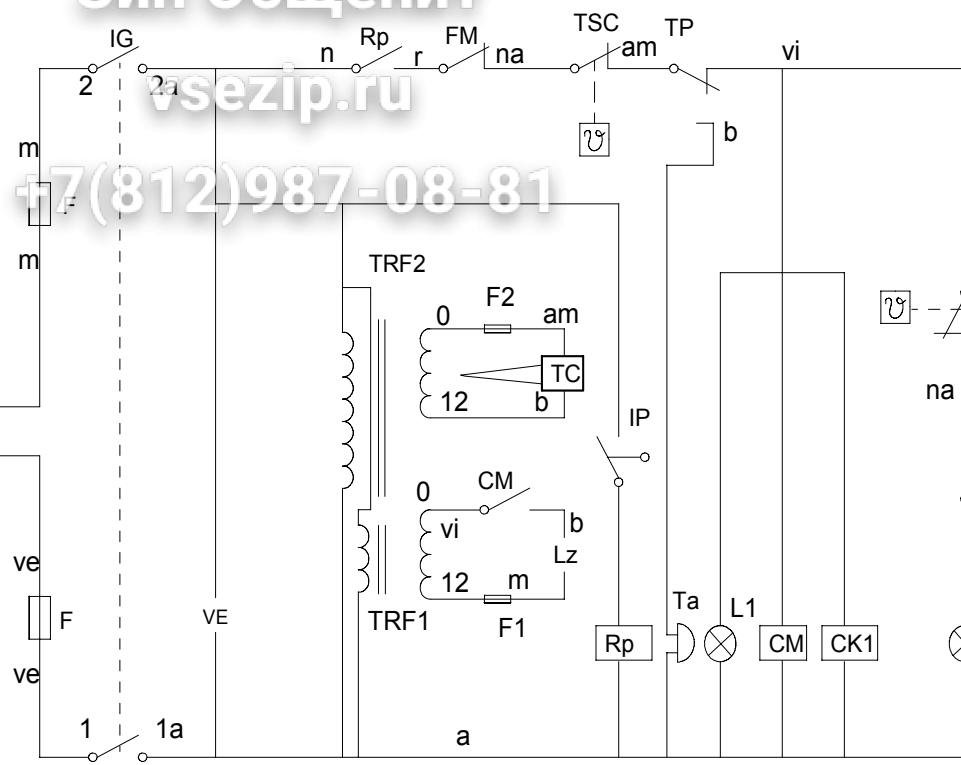 Зип Общепит
vsezip.ru
+7(812)987-08-81
IG
Rp
FM
TSC
TP
n
r
na
am
vi
2
2a
b
m
F
m
TRF2
F2
0
am
TC
12
b
IP
na
0
CM
vi
b
Lz
12
m
TRF1
F1
ve
F
VE
ve
Ta
L1
Rp
CM
CK1
1
1a
a